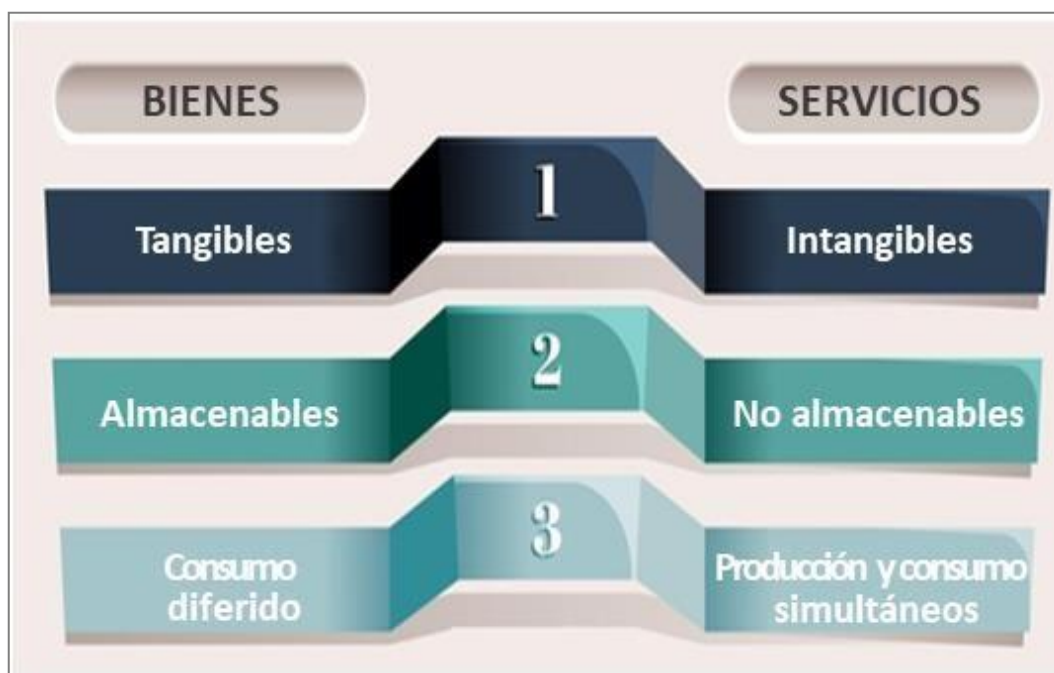 BIENES
SERVICIOS
1
Tangibles
Intangibles
2
Almacenables
No almacenables
3
Consumo
diferido
Producción y consumo
simultáneos